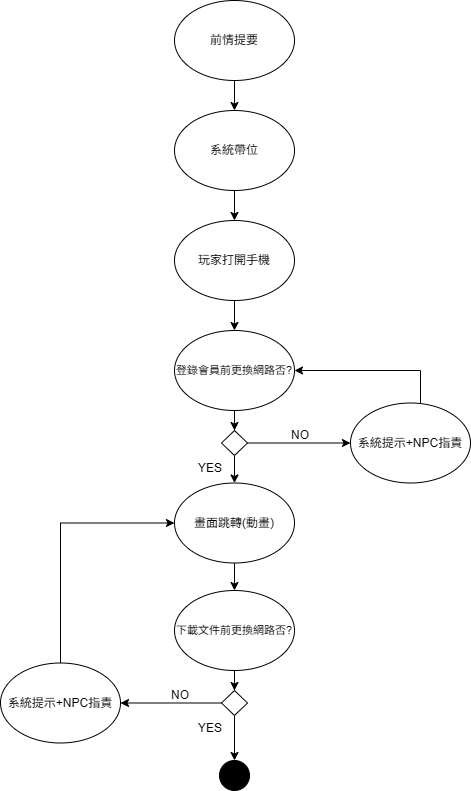 前情提要
系統帶位
玩家打開手機
登錄會員前更換網路否?
NO
系統提示+NPC指責
YES
畫面跳轉(動畫)
下載文件前更換網路否?
NO
系統提示+NPC指責
YES